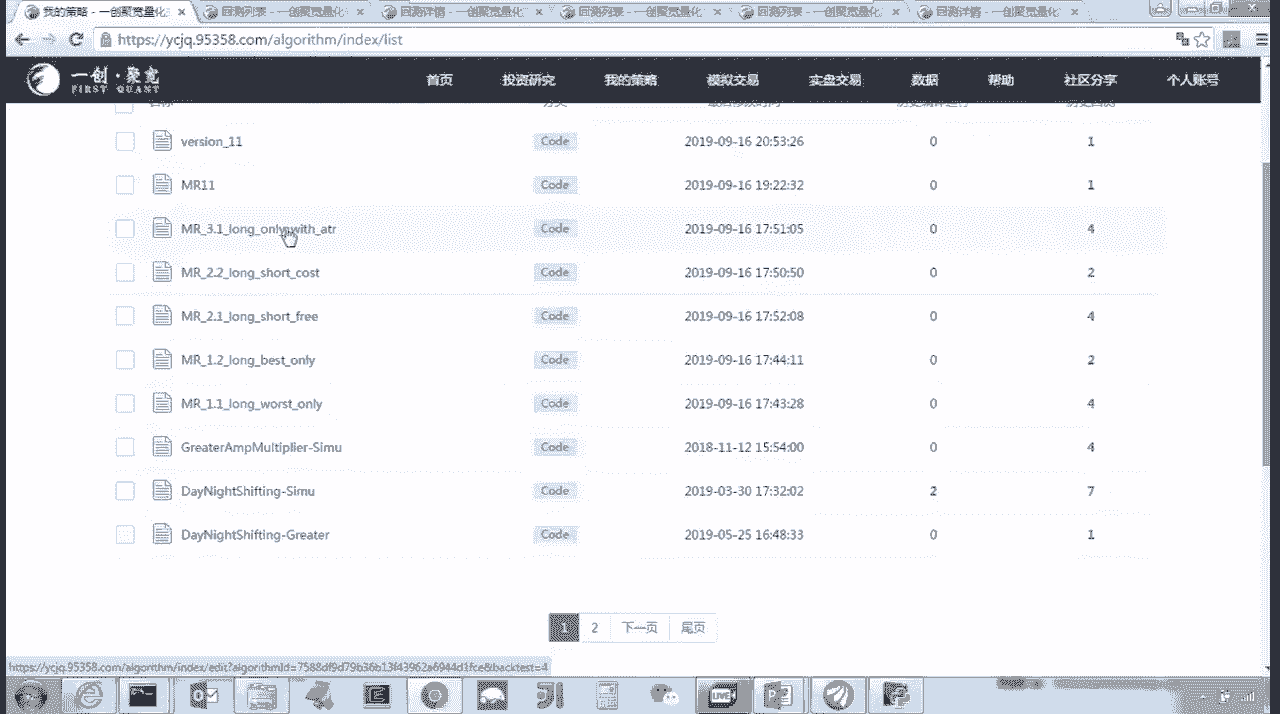 我的策略 - 一创聚宽量化 回测列表 - 一创聚宽量化 回测详情 - 一创聚宽量化 回测列表 - 一创聚宽量化 回测列表 - 一创聚宽量化 回测详情 - 一创聚宽量化
https://ycjq.95358.com/algorithm/index/list
一创·聚宽 首页 投资研究 我的策略 模拟交易 实盘交易 数据 帮助 社区分享 个人账号
FIRST QUANT
version_11 Code 2019-09-16 20:53:26 0 1
MR11 Code 2019-09-16 19:22:32 0 1
MR_3.1_long_only_with_atr Code 2019-09-16 17:51:05 0 4
MR_2.2_long_short_cost Code 2019-09-16 17:50:50 0 2
MR_2.1_long_short_free Code 2019-09-16 17:52:08 0 4
MR_1.2_long_best_only Code 2019-09-16 17:44:11 0 2
MR_1.1_long_worst_only Code 2019-09-16 17:43:28 0 4
GreaterAmpMultiplier-Simu Code 2018-11-12 15:54:00 0 4
DayNightShifting-Simu Code 2019-03-30 17:32:02 2 7
DayNightShifting-Greater Code 2019-05-25 16:48:33 0 1
1 2 下一页 尾页
https://ycjq.95358.com/algorithm/index/edit?algorithmId=7588df9d79b36b13f43962a6944d1fce&backtest=4
LIVE